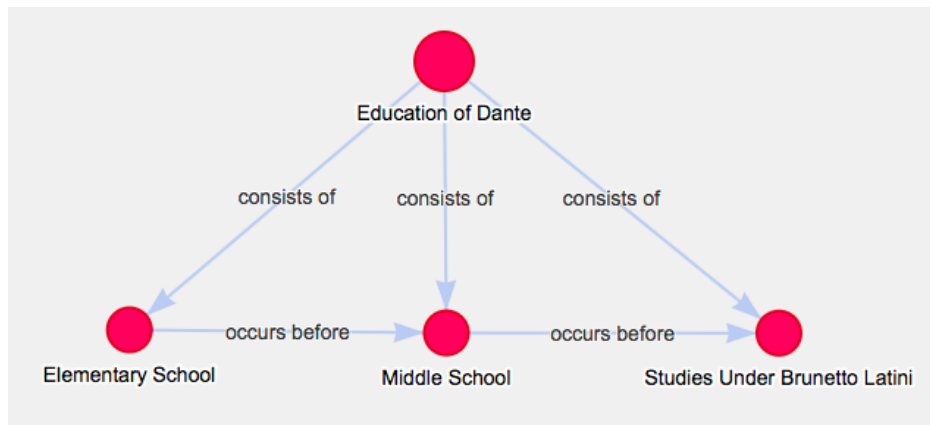 Education of Dante
consists of
consists of
consists of
occurs before
occurs before
Elementary School
Middle School
Studies Under Brunetto Latini